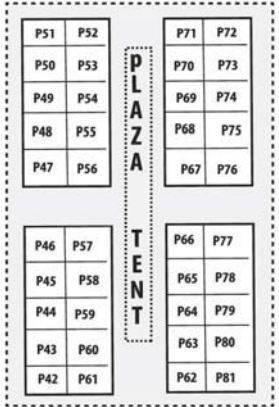 P51 P52 P71 P72
P50 P53 P70 P73
P49 P54 P69 P74
P48 P55 P68 P75
P47 P56 P67 P76
pLAZA TENT
P46 P57 P66 P77
P45 P58 P65 P78
P44 P59 P64 P79
P43 P60 P63 P80
P42 P61 P62 P81